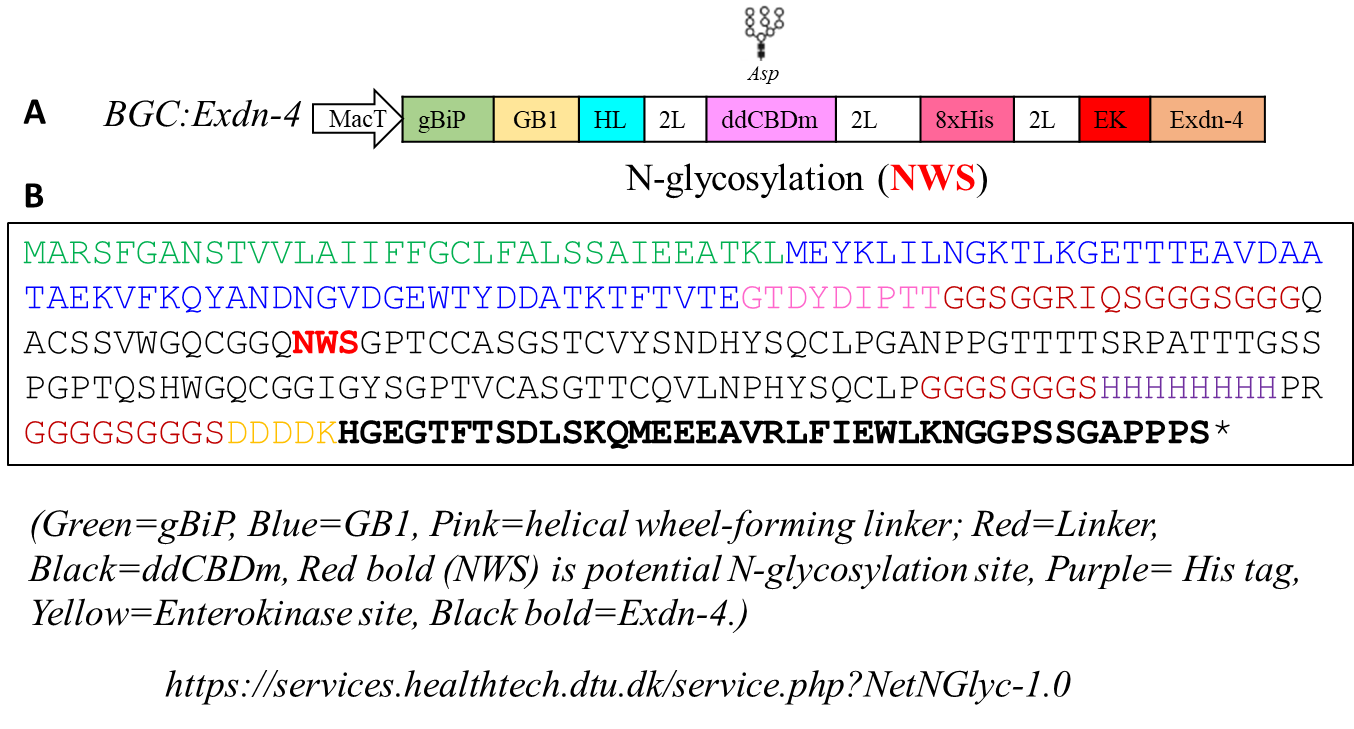 Asp
A BGC:Exdn-4 MacT gBiP GB1 HL 2L ddCBDm 2L 8xHis 2L EK Exdn-4
N-glycosylation (NWS)
B
MARSFGANSTVVLAIIFFGCLFALSSAIEEATKLMEYKLILNGKTLKGETTTEAVDAA
TAEKVFKQYANDNGVDGEWTYDDATKTFTVTEGTDYDIPTTGGSGGRIQSGGGSGGGQ
ACSSVWGQCGGQNWSGPTCCASGSTCVYSNDHYSQCLPGANPPGTTTTSRPATTTGSS
PGPTQSHWGQCGGIGYSGPTVCASGTTCQVLNPHYSQCLPGGGSGGGSHHHHHHHHPR
GGGGSGGGSDDDDKHGEGTFTSDLSKQMEEEAVRLFIEWLKNGGPSSGAPPPS*
(Green=gBiP, Blue=GB1, Pink=helical wheel-forming linker; Red=Linker,
Black=ddCBDm, Red bold (NWS) is potential N-glycosylation site, Purple= His tag,
Yellow=Enterokinase site, Black bold=Exdn-4.)
https://services.healthtech.dtu.dk/service.php?NetNGlyc-1.0